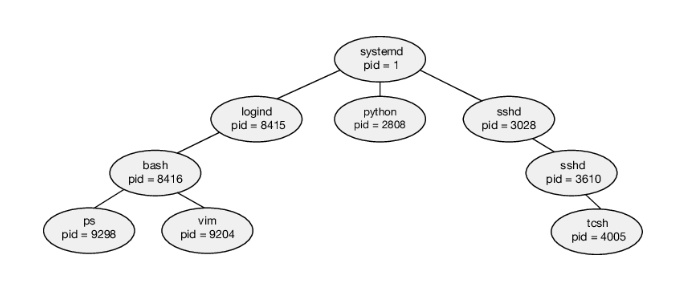 systemd
pid = 1
logind
pid = 8415
python
pid = 2808
sshd
pid = 3028
bash
pid = 8416
sshd
pid = 3610
ps
pid = 9298
vim
pid = 9204
tcsh
pid = 4005